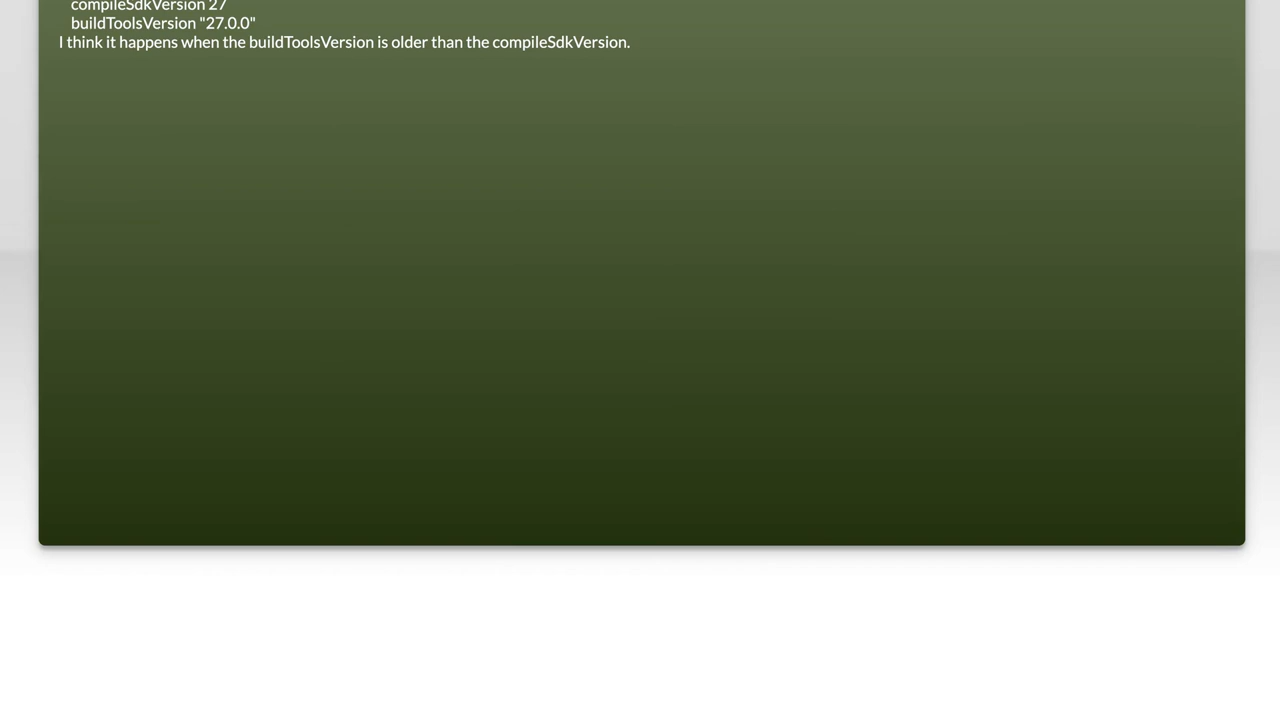 compileSdkVersion 27
buildToolsVersion "27.0.0"
I think it happens when the buildToolsVersion is older than the compileSdkVersion.